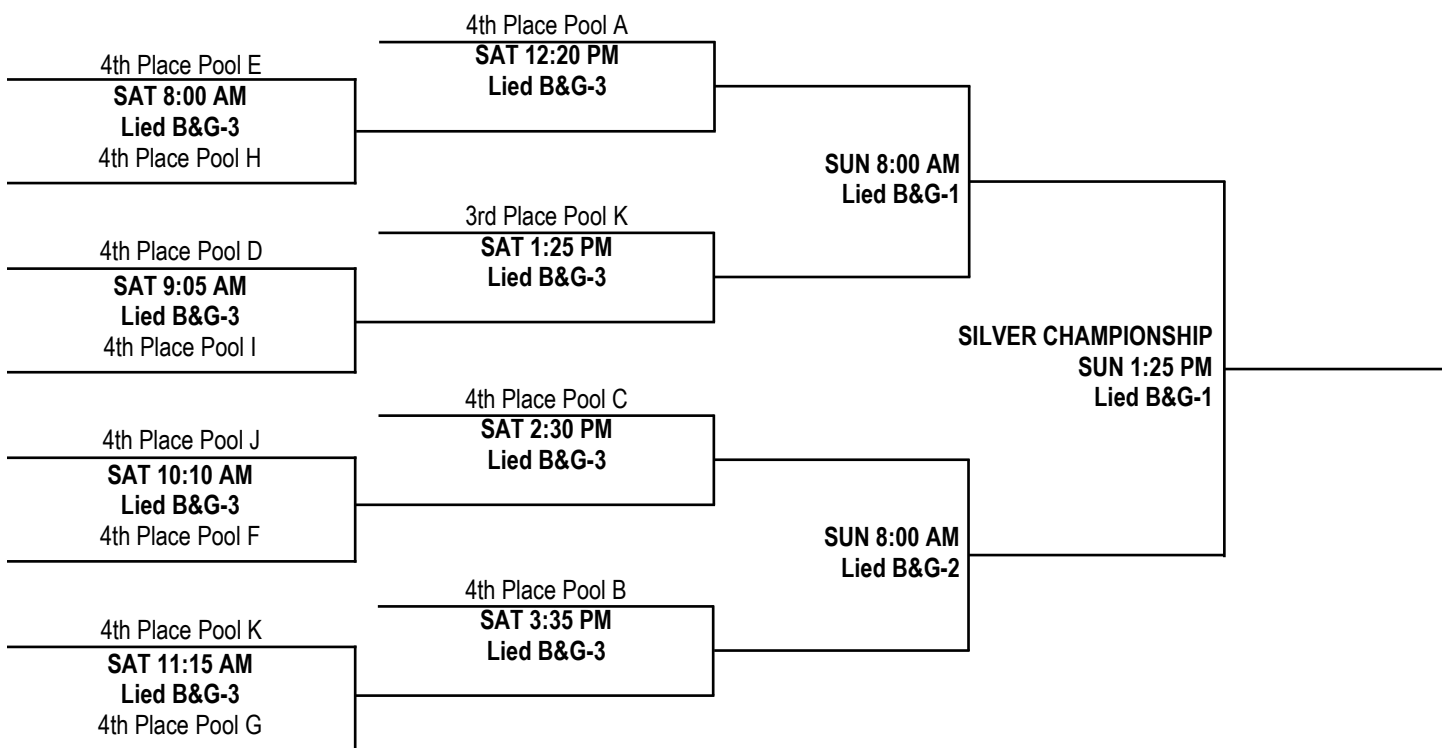 4th Place Pool A
SAT 12:20 PM
Lied B&G-3
4th Place Pool E
SAT 8:00 AM
Lied B&G-3
4th Place Pool H
SUN 8:00 AM
Lied B&G-1
3rd Place Pool K
SAT 1:25 PM
Lied B&G-3
4th Place Pool D
SAT 9:05 AM
Lied B&G-3
4th Place Pool I
SILVER CHAMPIONSHIP
SUN 1:25 PM
Lied B&G-1
4th Place Pool C
SAT 2:30 PM
Lied B&G-3
4th Place Pool J
SAT 10:10 AM
Lied B&G-3
4th Place Pool F
SUN 8:00 AM
Lied B&G-2
4th Place Pool B
SAT 3:35 PM
Lied B&G-3
4th Place Pool K
SAT 11:15 AM
Lied B&G-3
4th Place Pool G